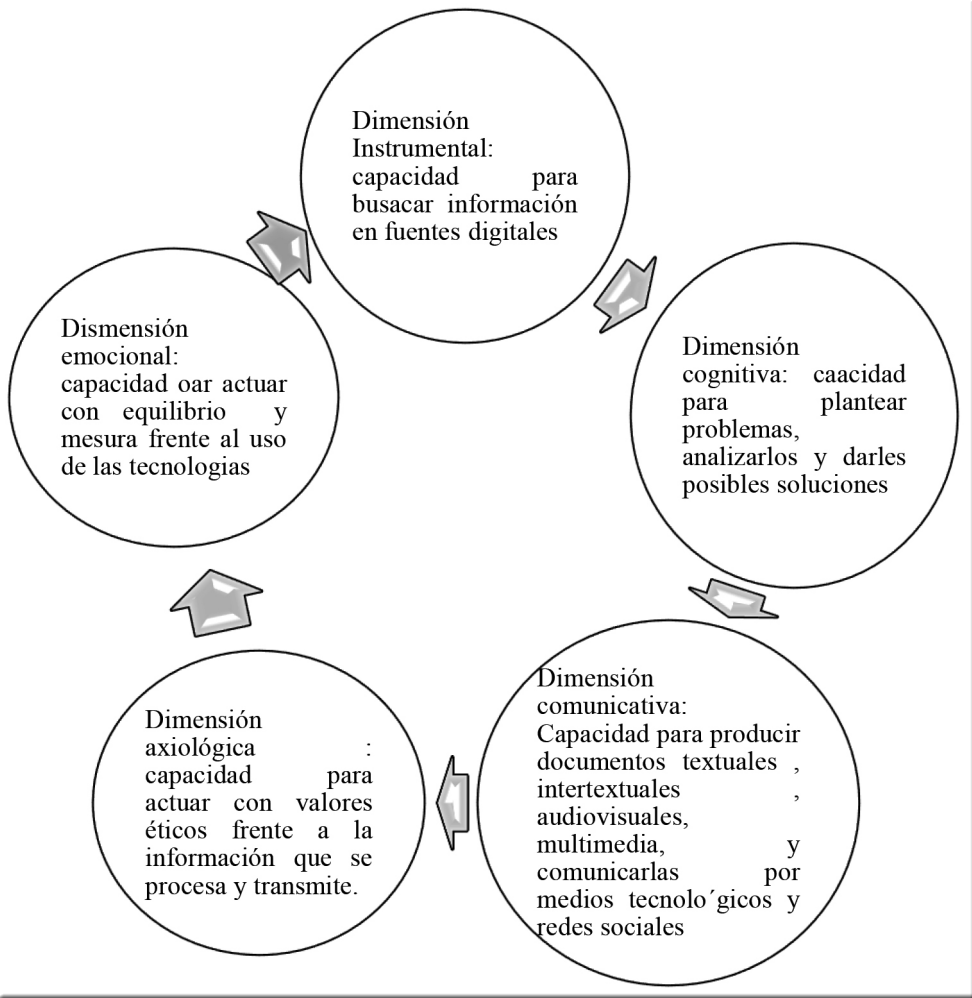 Dimensión
Instrumental:
capacidad para
busacar información
en fuentes digitales
Dimensión
cognitiva: caacidad
para plantear
problemas,
analizarlos y darles
posibles soluciones
Dimensión
comunicativa:
Capacidad para producir
documentos textuales ,
intertextuales ,
audiovisuales,
multimedia, y
comunicarlas por
medios tecnolo´gicos y
redes sociales
Dimensión
axiológica :
capacidad para
actuar con valores
éticos frente a la
información que se
procesa y transmite.
Dismensión
emocional:
capacidad oar actuar
con equilibrio y
mesura frente al uso
de las tecnologias